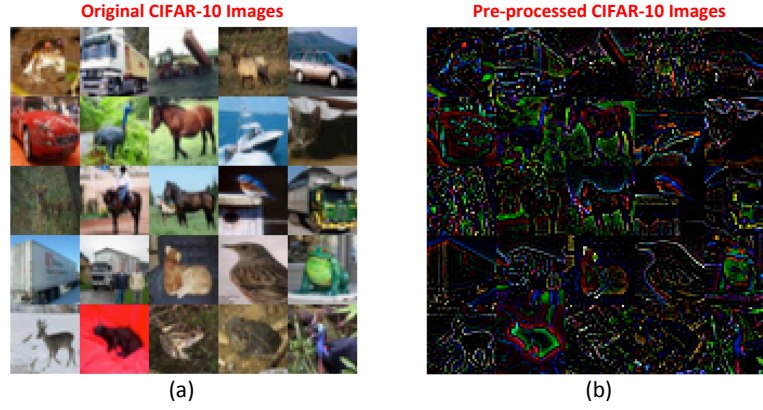 Original CIFAR-10 Images
Pre-processed CIFAR-10 Images
(a)
(b)